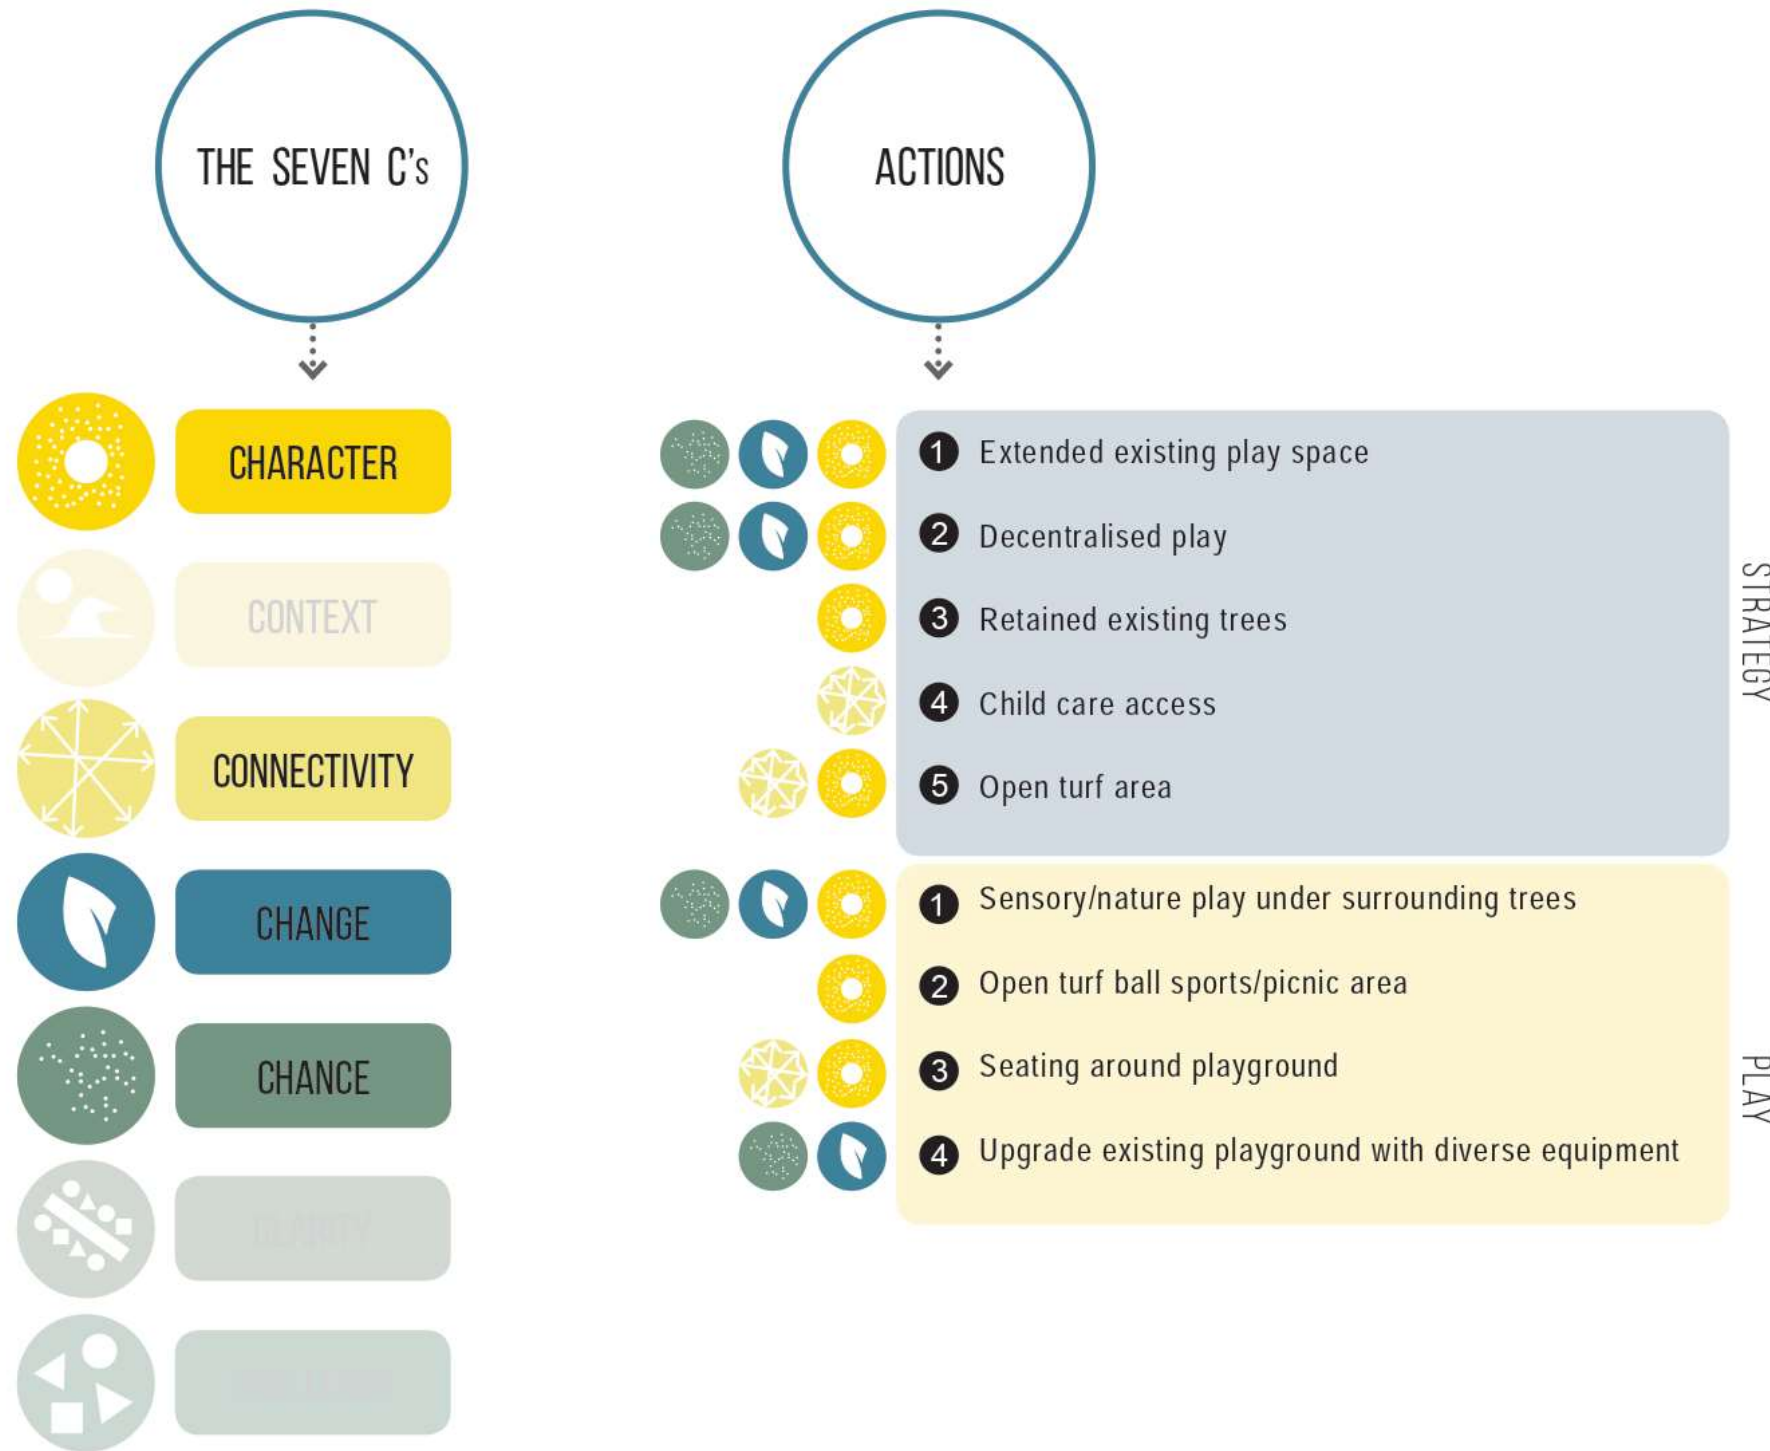 THE SEVEN C's
ACTIONS
CHARACTER
CONTEXT
CONNECTIVITY
CHANGE
CHANCE
CLARITY
1 Extended existing play space
2 Decentralised play
3 Retained existing trees
4 Child care access
5 Open turf area
STRATEGY
1 Sensory/nature play under surrounding trees
2 Open turf ball sports/picnic area
3 Seating around playground
4 Upgrade existing playground with diverse equipment
PLAY